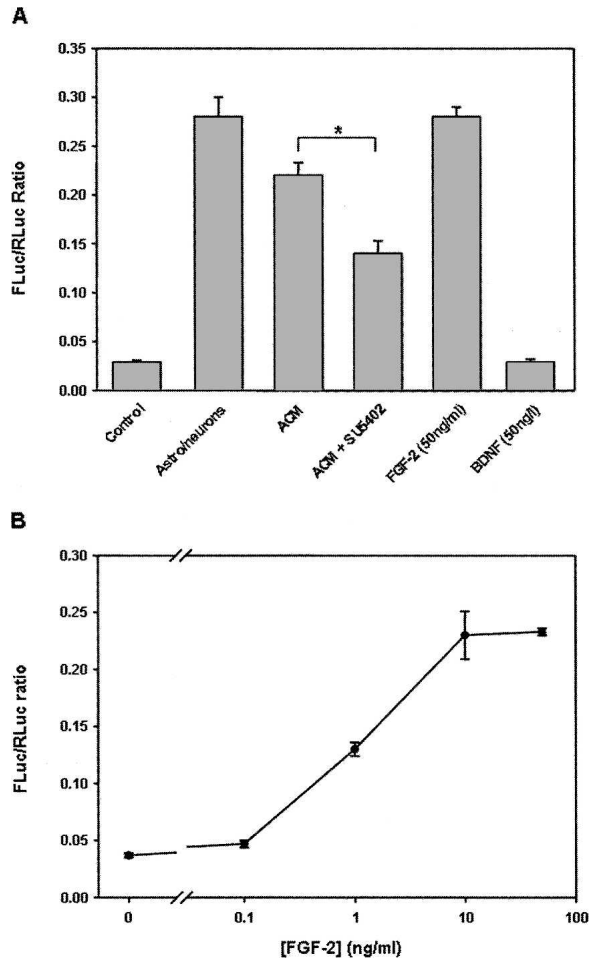 A
0.35
0.30
0.25
0.20
0.15
0.10
0.05
0.00
FLuc/RLuc Ratio
*
Control
Astro/neurons
ACM
ACM + SU5402
FGF-2 (50ng/ml)
BDNF (50ng/l)
B
0.30
0.25
0.20
0.15
0.10
0.05
0.00
FLuc/RLuc ratio
0
0.1
1
10
100
[FGF-2] (ng/ml)